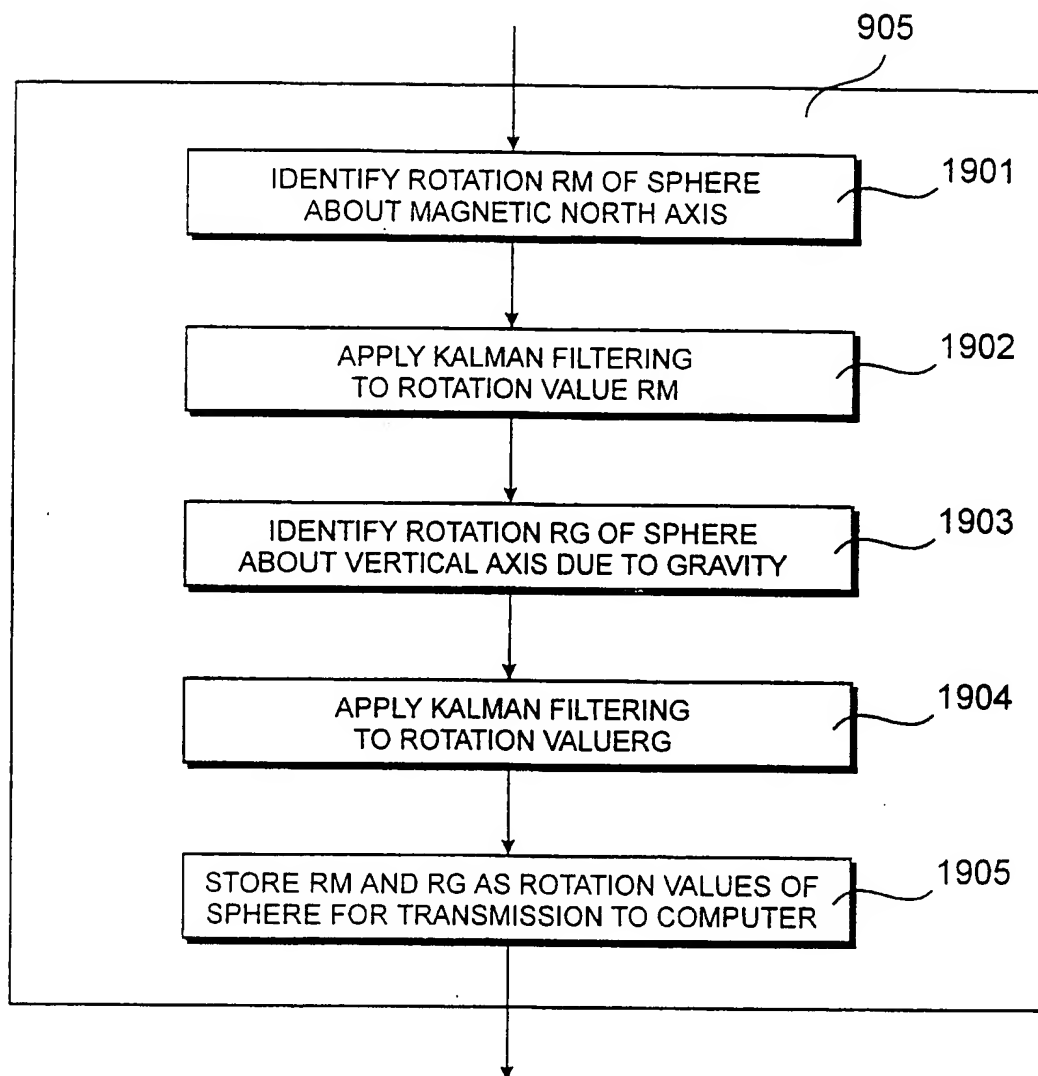 905
IDENTIFY ROTATION RM OF SPHERE
ABOUT MAGNETIC NORTH AXIS
1901
APPLY KALMAN FILTERING
TO ROTATION VALUE RM
1902
IDENTIFY ROTATION RG OF SPHERE
ABOUT VERTICAL AXIS DUE TO GRAVITY
1903
APPLY KALMAN FILTERING
TO ROTATION VALUERG
1904
STORE RM AND RG AS ROTATION VALUES OF
SPHERE FOR TRANSMISSION TO COMPUTER
1905